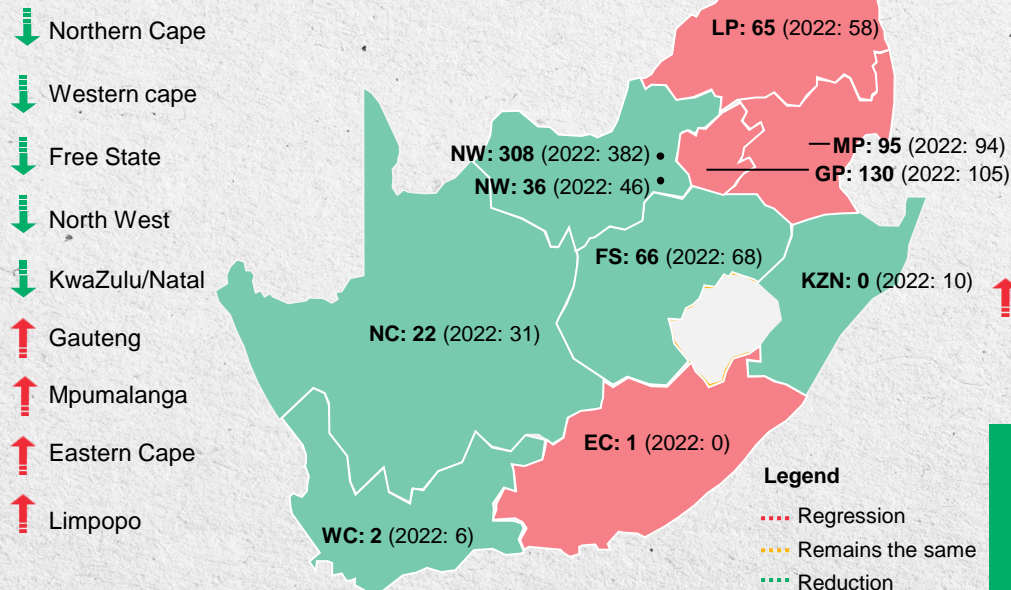 Northern Cape
Western cape
Free State
North West
KwaZulu/Natal
Gauteng
Mpumalanga
Eastern Cape
Limpopo
LP: 65 (2022: 58)
MP: 95 (2022: 94)
GP: 130 (2022: 105)
NW: 308 (2022: 382)
NW: 36 (2022: 46)
FS: 66 (2022: 68)
KZN: 0 (2022: 10)
NC: 22 (2022: 31)
EC: 1 (2022: 0)
WC: 2 (2022: 6)
Legend
Regression
Remains the same
Reduction